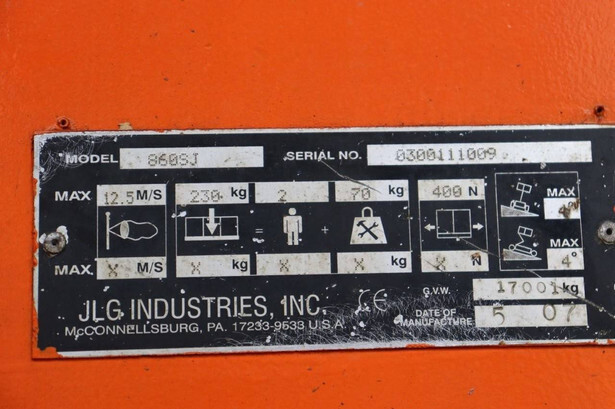 MODEL 860SJ SERIAL NO. 0300111009
MAX 12.5 M/S 230 kg 2 70 kg 400 N MAX
= +
MAX. X M/S X kg X X kg X N MAX 4°
G.V.W. 17001 kg
JLG INDUSTRIES, INC. CE DATE OF MANUFACTURE 5 07
McCONNELLSBURG, PA. 17233-9533 U.S.A.